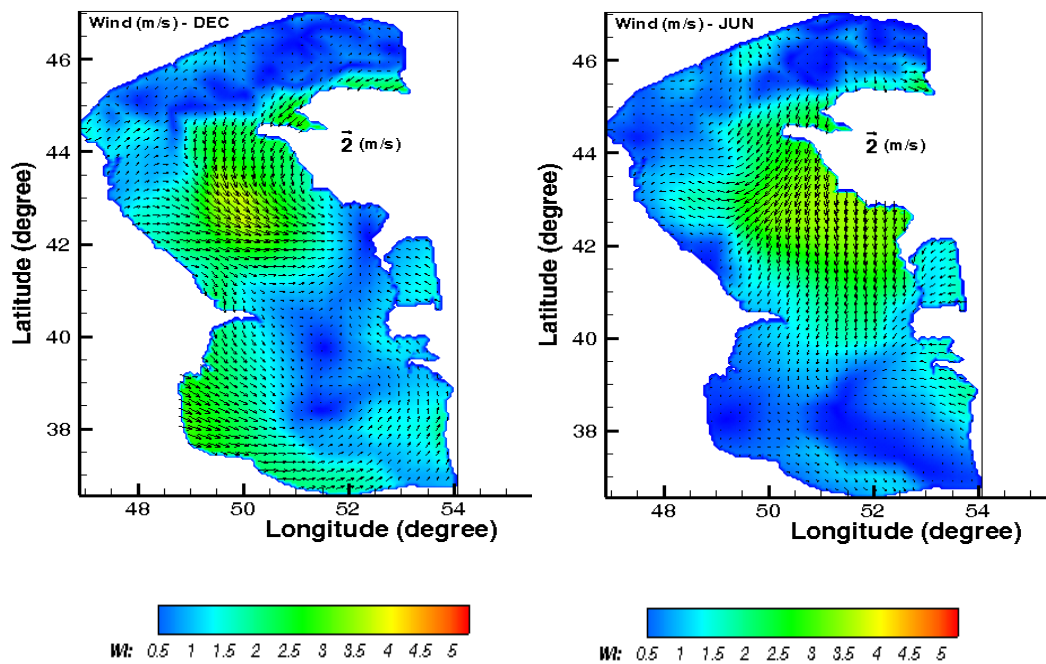 Wind (m/s) - DEC
46
44
42
40
38
48
50
52
54
Latitude (degree)
Longitude (degree)
2 (m/s)
Wl: 0.5 1 1.5 2 2.5 3 3.5 4 4.5 5
Wind (m/s) - JUN
46
44
42
40
38
48
50
52
54
Latitude (degree)
Longitude (degree)
2 (m/s)
Wl: 0.5 1 1.5 2 2.5 3 3.5 4 4.5 5